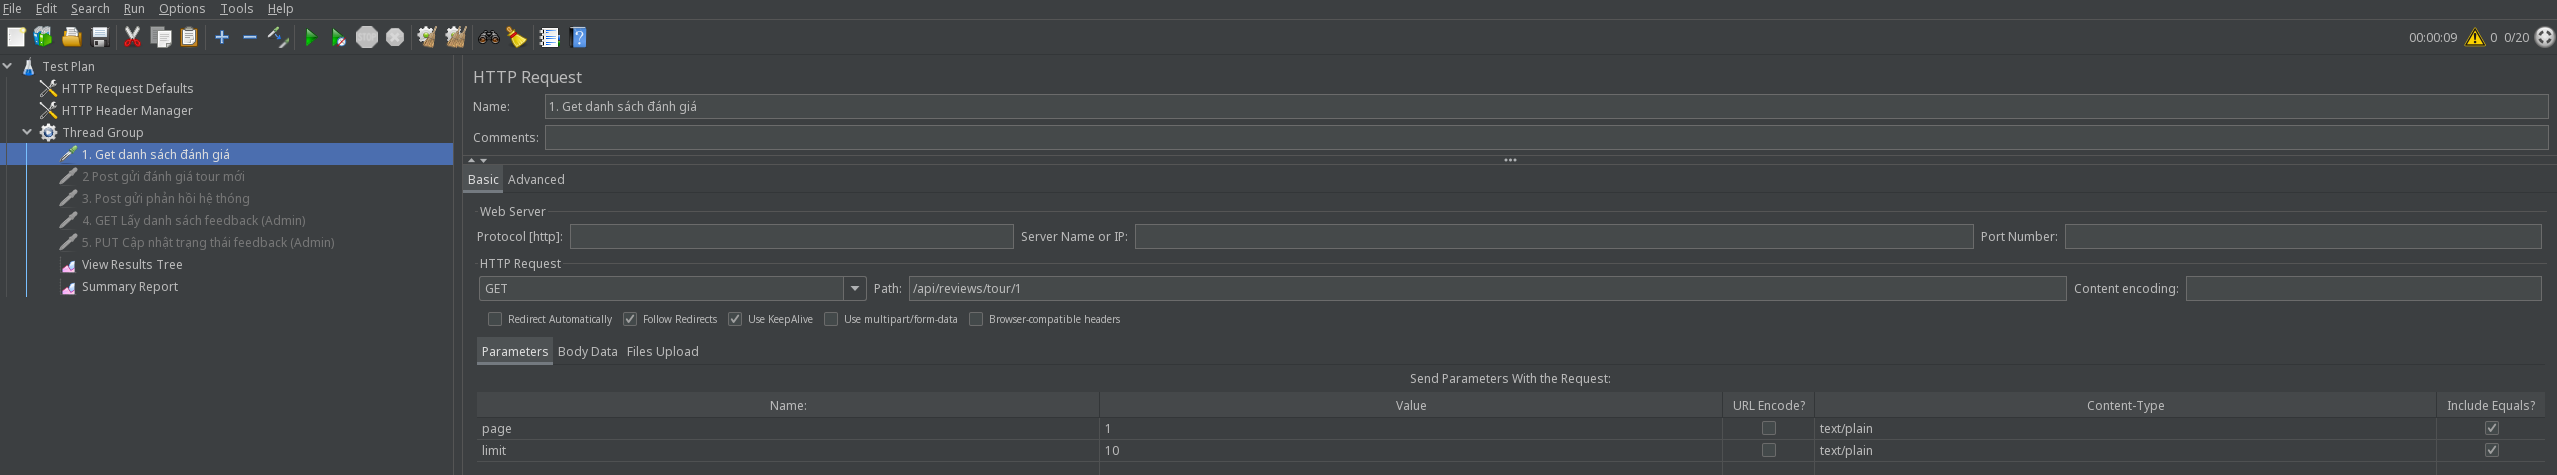 File Edit Search Run Options Tools Help
STOP
00:00:09 0 0/20
Test Plan
HTTP Request Defaults
HTTP Header Manager
Thread Group
1. Get danh sách đánh giá
2 Post gửi đánh giá tour mới
3. Post gửi phản hồi hệ thóng
4. GET Lấy danh sách feedback (Admin)
5. PUT Cập nhật trạng thái feedback (Admin)
View Results Tree
Summary Report
HTTP Request
Name: 1. Get danh sách đánh giá
Comments:
Basic Advanced
Web Server
Protocol [http]: Server Name or IP: Port Number:
HTTP Request
GET Path: /api/reviews/tour/1 Content encoding:
Redirect Automatically Follow Redirects Use KeepAlive Use multipart/form-data Browser-compatible headers
Parameters Body Data Files Upload
Send Parameters With the Request:
Name: Value URL Encode? Content-Type Include Equals?
page 1 text/plain
limit 10 text/plain